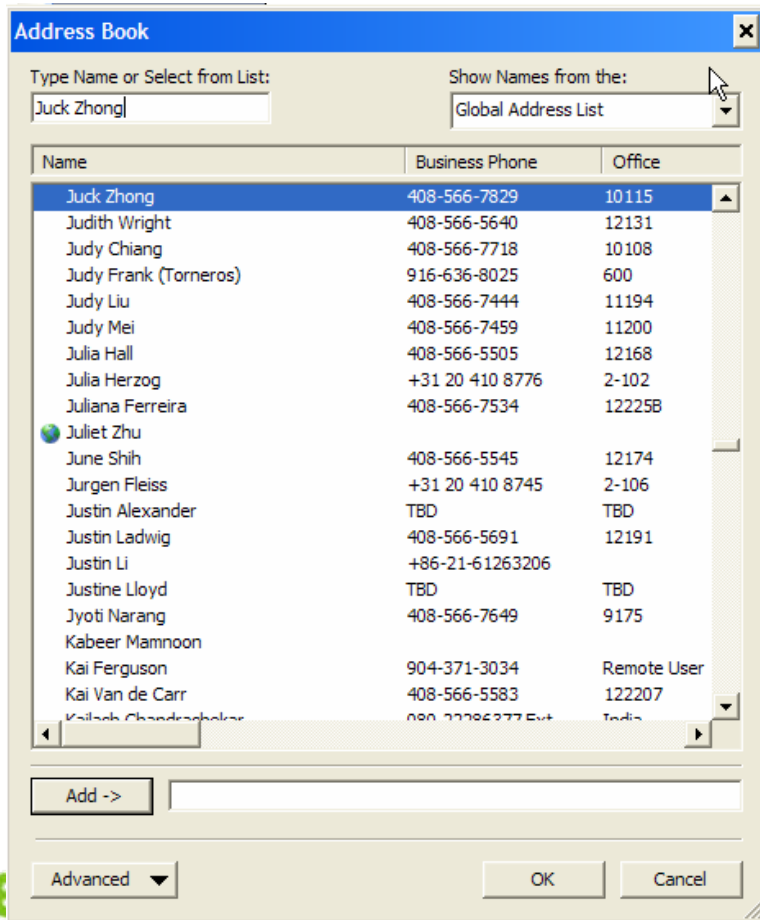 Address Book
Type Name or Select from List: Show Names from the:
Juck Zhong Global Address List
Name Business Phone Office
Juck Zhong 408-566-7829 10115
Judith Wright 408-566-5640 12131
Judy Chiang 408-566-7718 10108
Judy Frank (Torneros) 916-636-8025 600
Judy Liu 408-566-7444 11194
Judy Mei 408-566-7459 11200
Julia Hall 408-566-5505 12168
Julia Herzog +31 20 410 8776 2-102
Juliana Ferreira 408-566-7534 12225B
Juliet Zhu
June Shih 408-566-5545 12174
Jurgen Fleiss +31 20 410 8745 2-106
Justin Alexander TBD TBD
Justin Ladwig 408-566-5691 12191
Justin Li +86-21-61263206
Justine Lloyd TBD TBD
Jyoti Narang 408-566-7649 9175
Kabeer Mamnoon
Kai Ferguson 904-371-3034 Remote User
Kai Van de Carr 408-566-5583 122207
Kailash Chandrashekar 080-22286377 Ext India
Add ->
Advanced OK Cancel